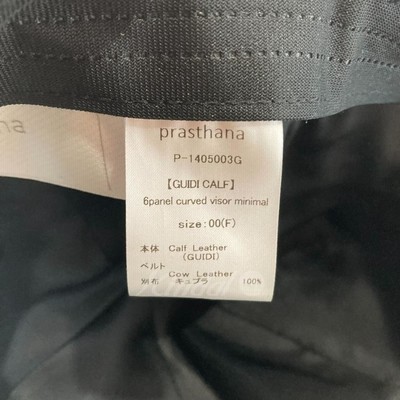 na
prasthana
P-1405003G
【GUIDI CALF】
6panel curved visor minimal
size:00(F)
本体 Calf Leather
(GUIDI)
ベルト
Cow Leather
別布 キュプラ 100%